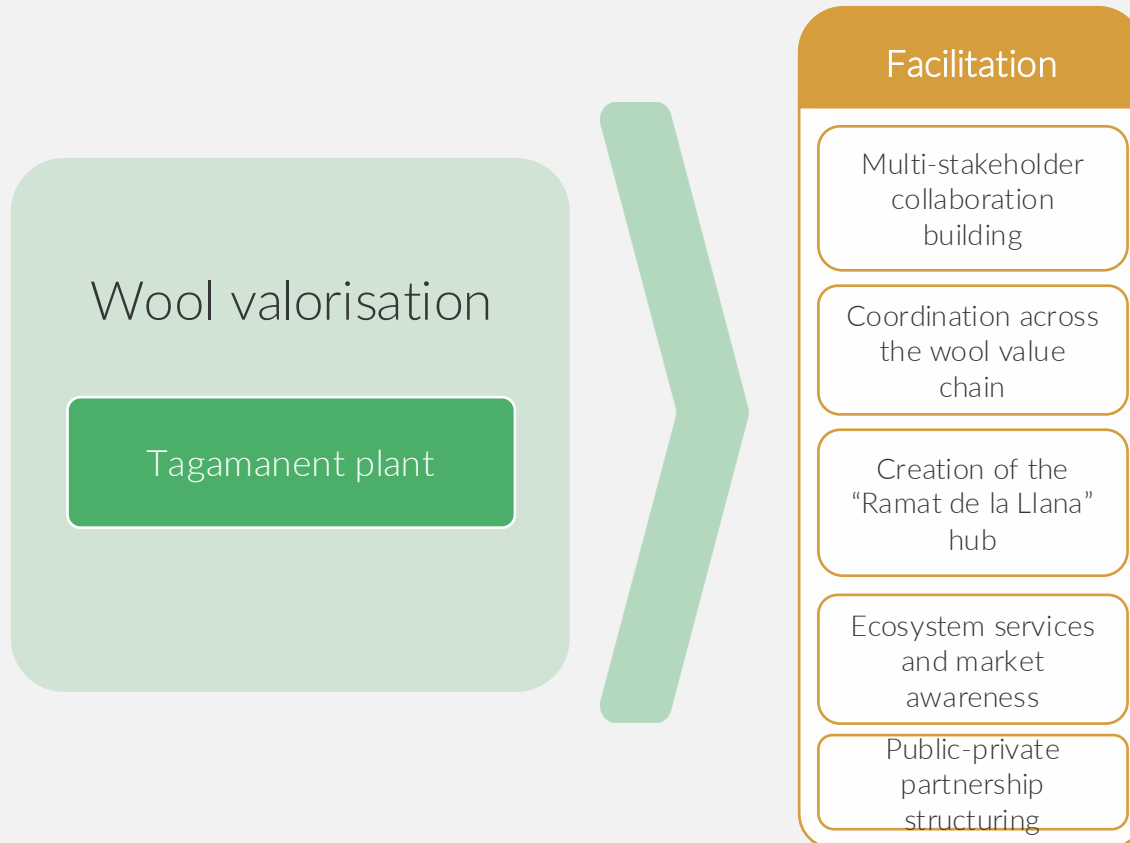 Wool valorisation
Tagamanent plant
Facilitation
Multi-stakeholder
collaboration
building
Coordination across
the wool value
chain
Creation of the
“Ramat de la Llana”
hub
Ecosystem services
and market
awareness
Public-private
partnership
structuring